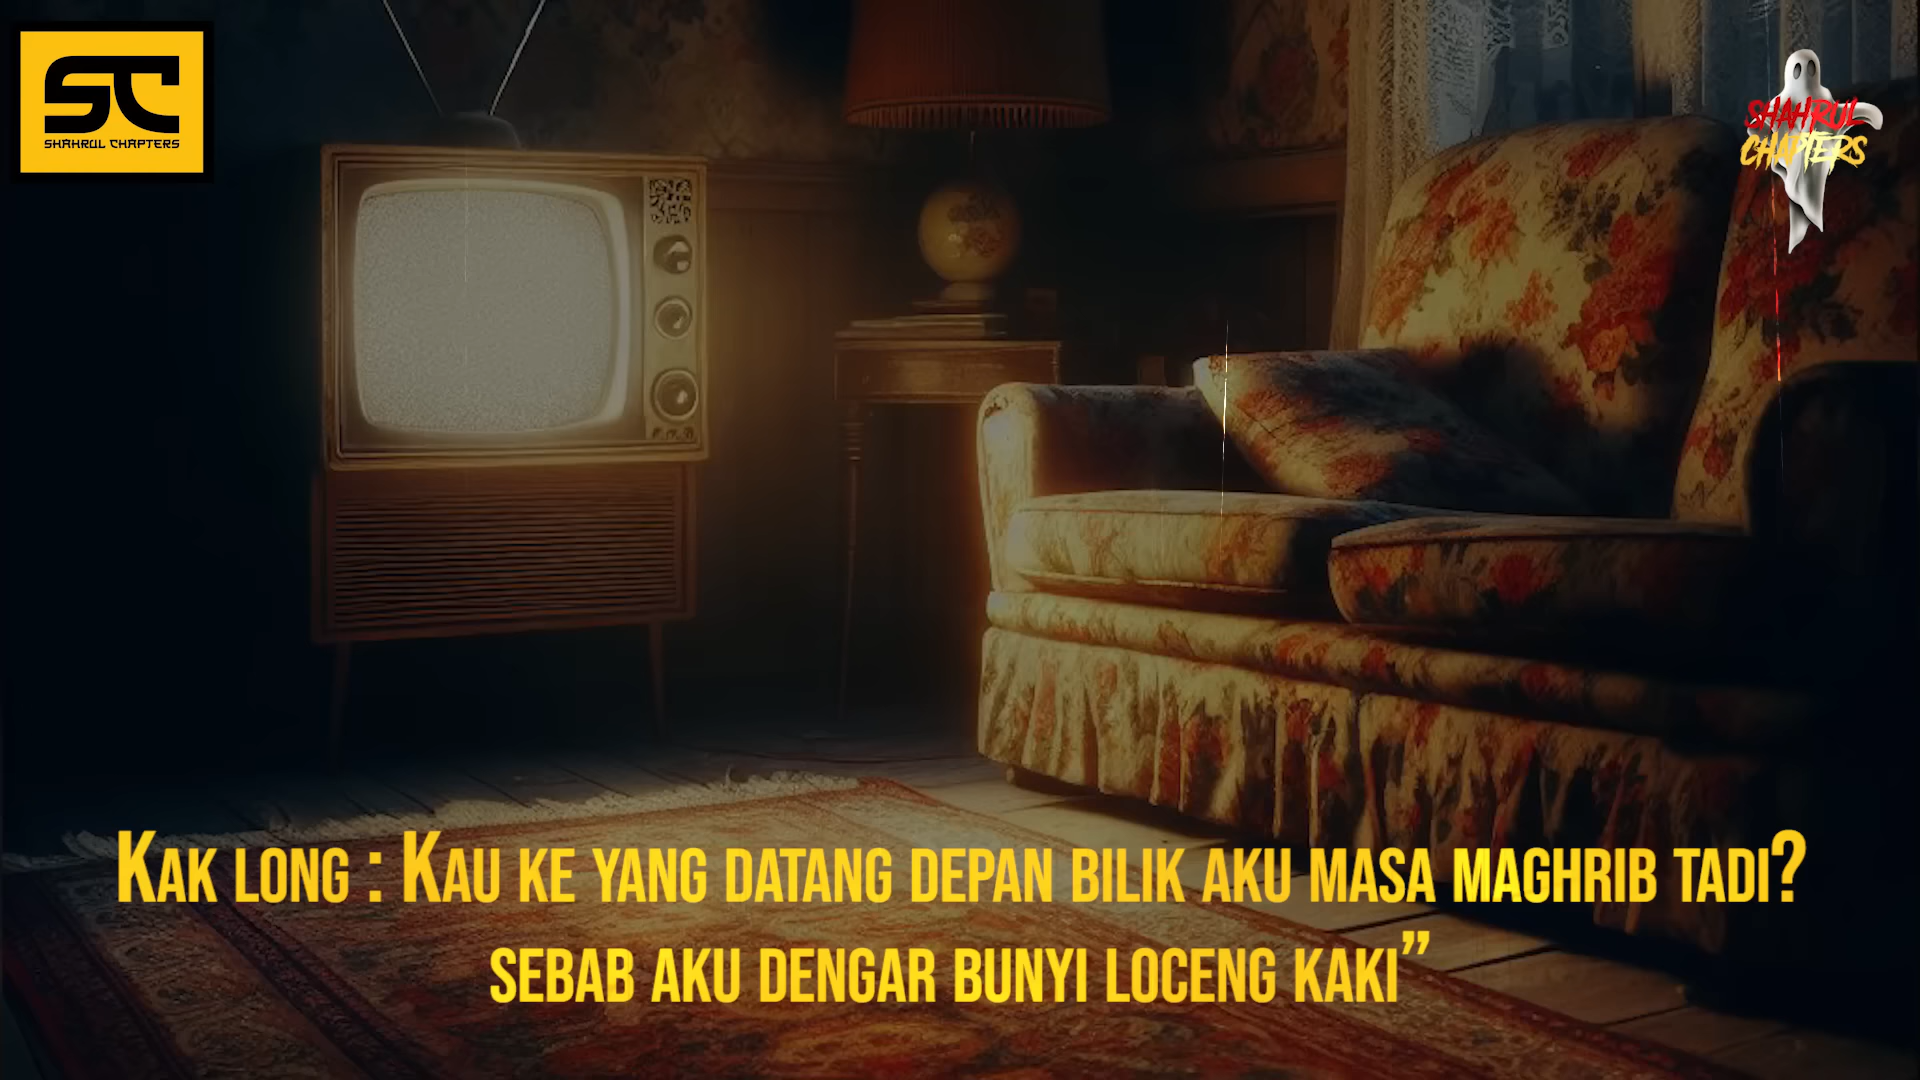 SC
SHAHRUL CHAPTERS
SHAHRUL
CHAPTERS
KAK LONG : KAU KE YANG DATANG DEPAN BILIK AKU MASA MAGHRIB TADI?
SEBAB AKU DENGAR BUNYI LOCENG KAKI”